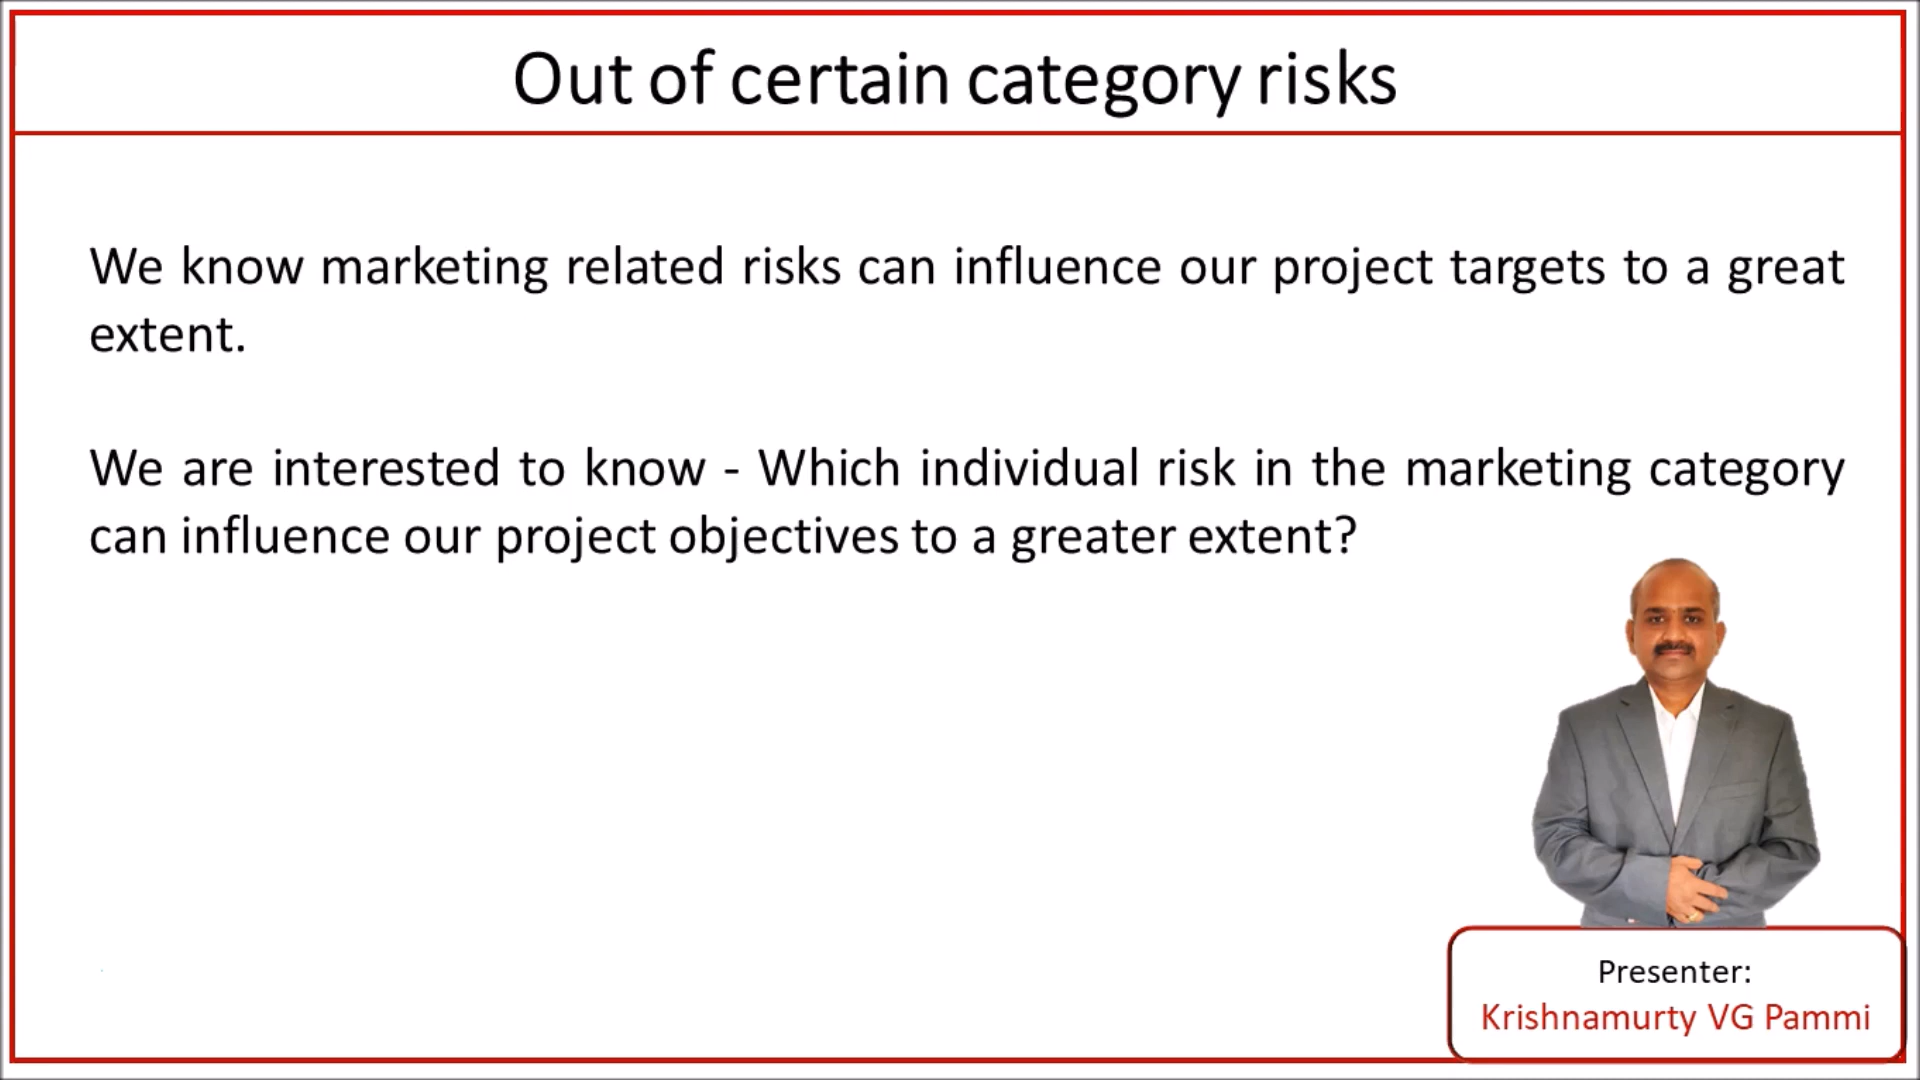 Out of certain category risks
We know marketing related risks can influence our project targets to a great
extent.
We are interested to know - Which individual risk in the marketing category
can influence our project objectives to a greater extent?
Presenter:
Krishnamurty VG Pammi